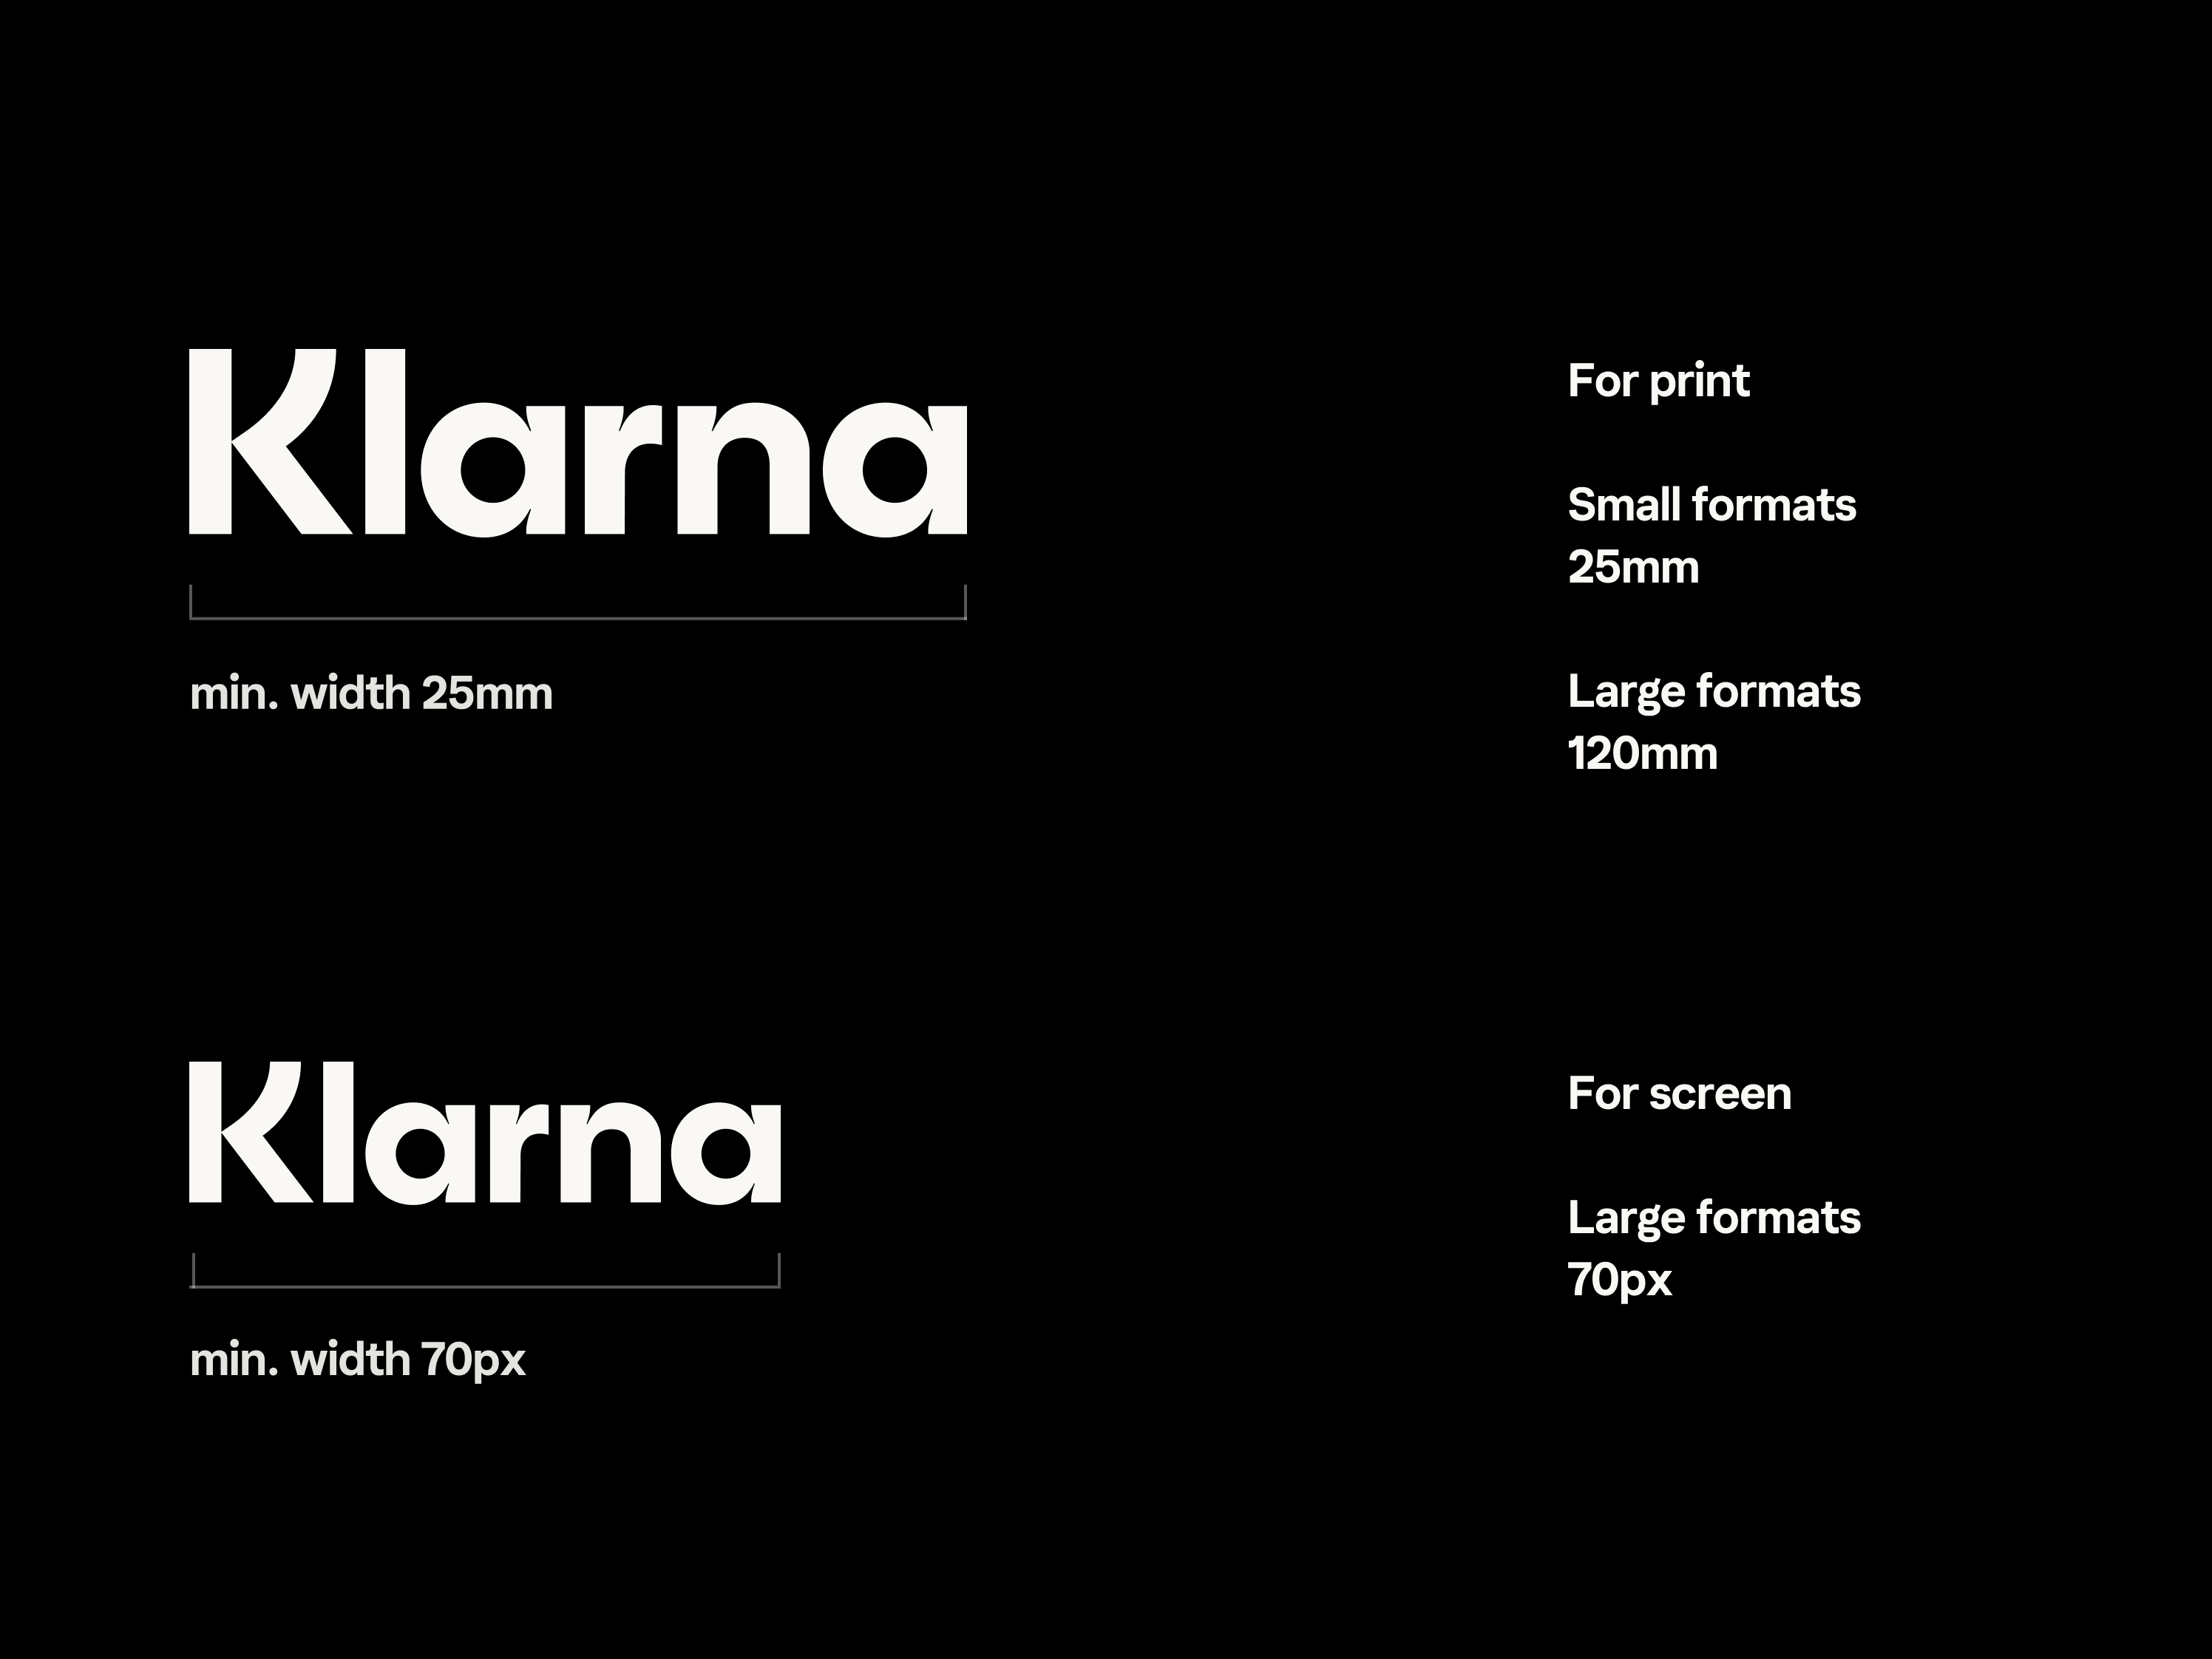 Klarna
min. width 25mm
For print
Small formats
25mm
Large formats
120mm
Klarna
min. width 70px
For screen
Large formats
70px